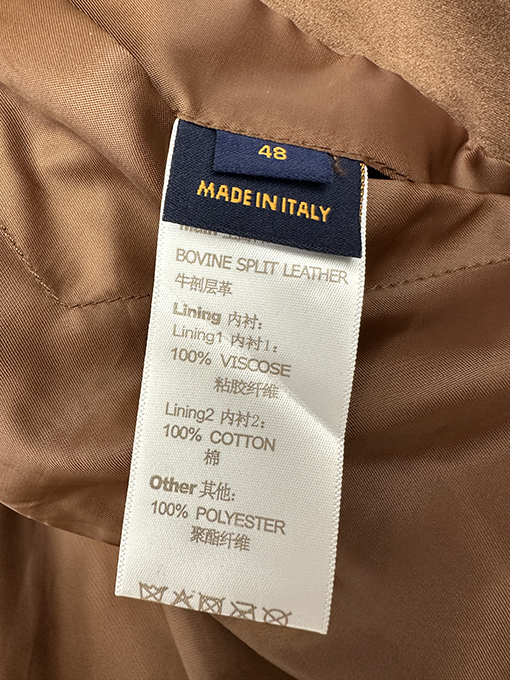 48
MADE IN ITALY
BOVINE SPLIT LEATHER
牛剖层革
Lining 内衬：
Lining1 内衬1：
100% VISCOSE
粘胶纤维
Lining2 内衬2：
100% COTTON
棉
Other 其他：
100% POLYESTER
聚酯纤维